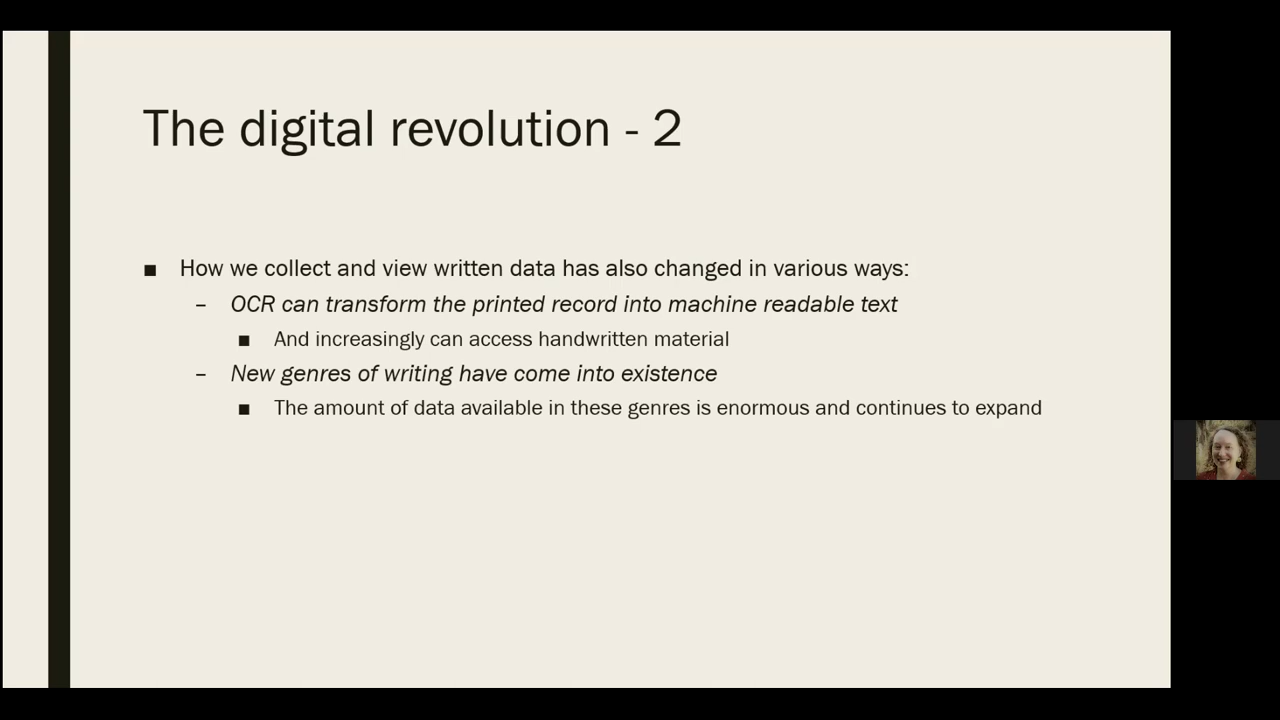 The digital revolution - 2
■ How we collect and view written data has also changed in various ways:
– OCR can transform the printed record into machine readable text
■ And increasingly can access handwritten material
– New genres of writing have come into existence
■ The amount of data available in these genres is enormous and continues to expand